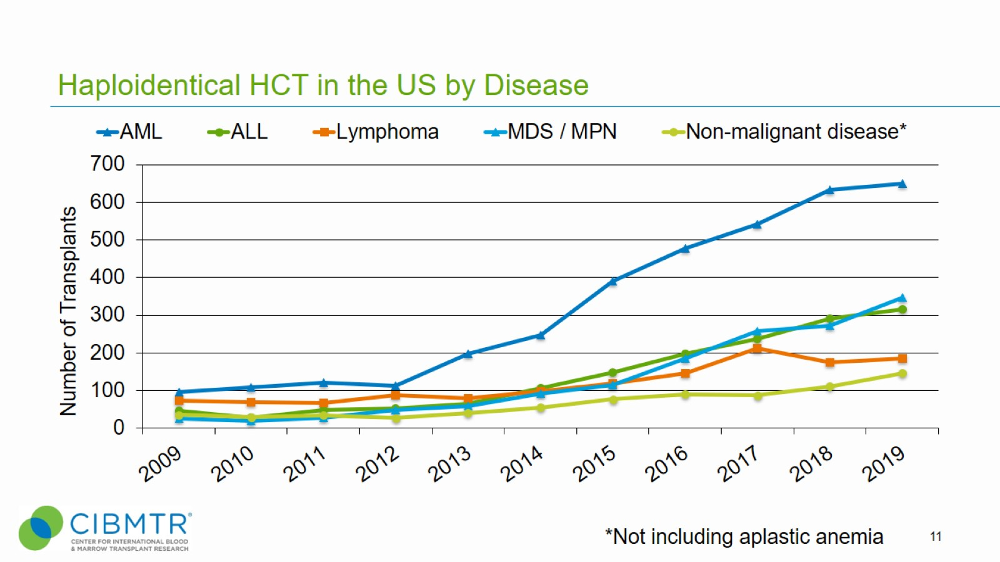 Haploidentical HCT in the US by Disease
AML ALL Lymphoma MDS / MPN Non-malignant disease*
Number of Transplants
700
600
500
400
300
200
100
0
2009 2010 2011 2012 2013 2014 2015 2016 2017 2018 2019
CIBMTR®
CENTER FOR INTERNATIONAL BLOOD
& MARROW TRANSPLANT RESEARCH
*Not including aplastic anemia
11